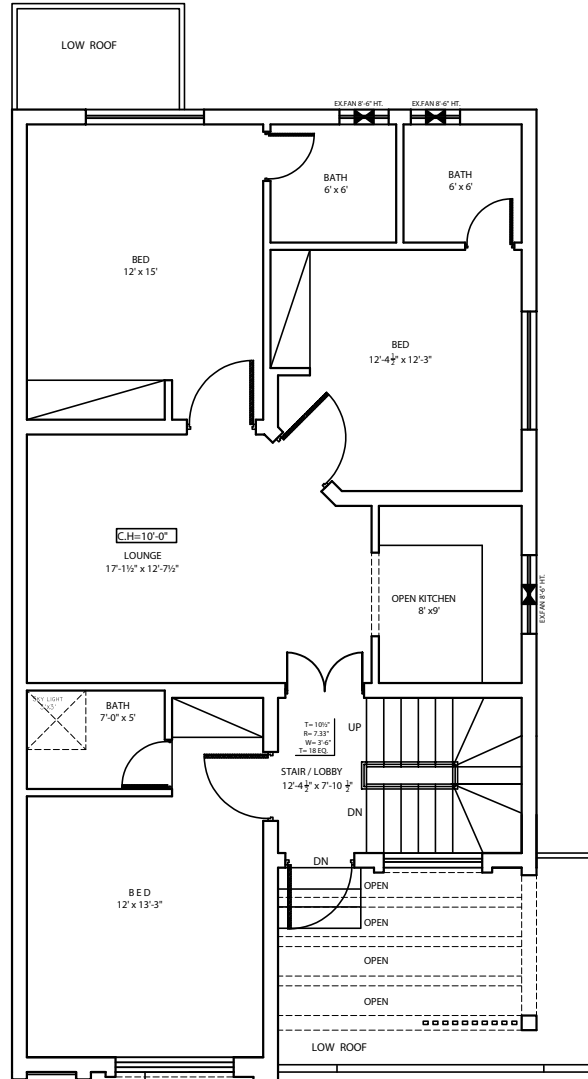 LOW ROOF
EX.FAN 8'-6" HT.
EX.FAN 8'-6" HT.
BATH
6' x 6'
BATH
6' x 6'
BED
12' x 15'
BED
12'-4½" x 12'-3"
C.H=10'-0"
LOUNGE
17'-1½" x 12'-7½"
OPEN KITCHEN
8' x9'
EX.FAN 8'-6" HT.
SKY LIGHT
BATH
7'-0" x 5'
T= 10½"
R= 7.33"
W= 3'-6"
T= 18 EQ.
UP
STAIR / LOBBY
12'-4½" x 7'-10 ½"
DN
DN
BED
12' x 13'-3"
OPEN
OPEN
OPEN
OPEN
LOW ROOF